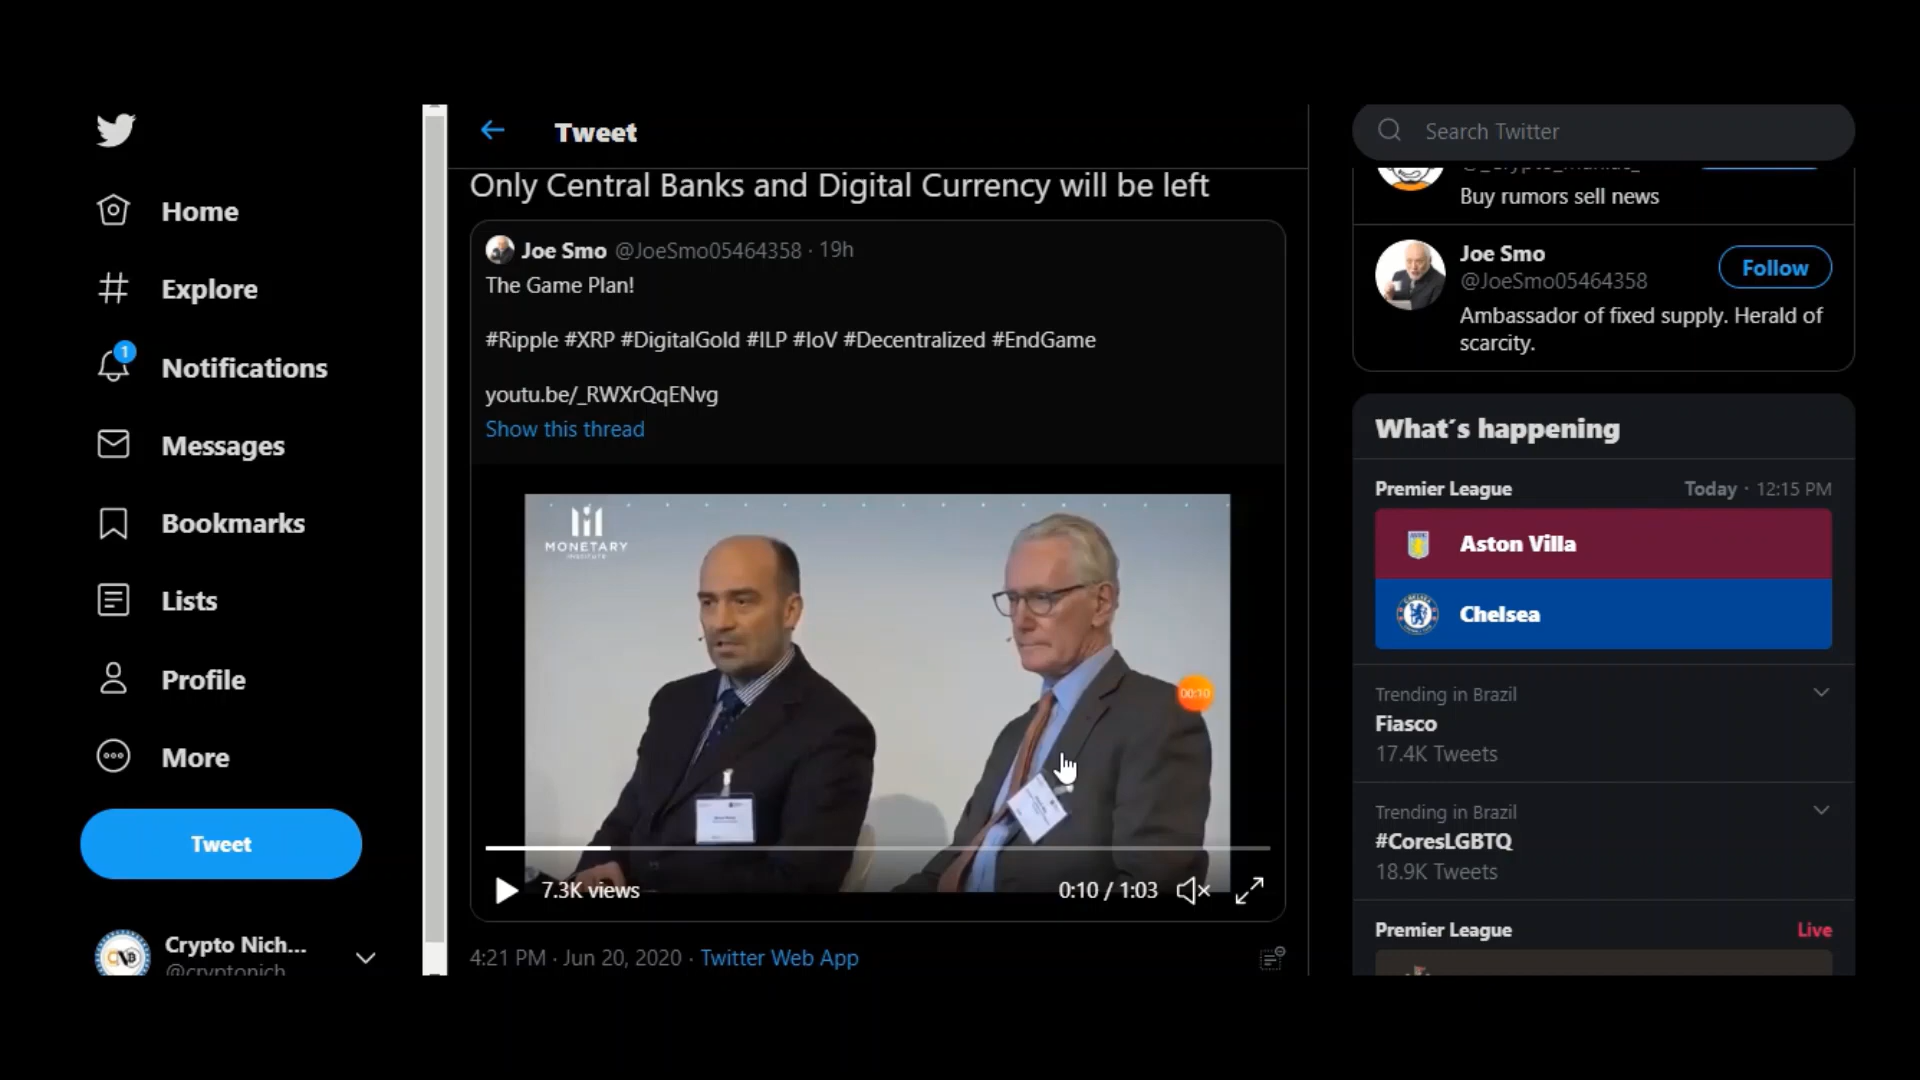 Home
Explore
1
Notifications
Messages
Bookmarks
Lists
Profile
More
Tweet
Crypto Nich...
@cryptonich
Tweet
Only Central Banks and Digital Currency will be left
Joe Smo @JoeSmo05464358 · 19h
The Game Plan!
#Ripple #XRP #DigitalGold #ILP #IoV #Decentralized #EndGame
youtu.be/_RWXrQqENvg
Show this thread
MONETARY
INSTITUTE
00:10
7.3K views
0:10 / 1:03
4:21 PM · Jun 20, 2020 · Twitter Web App
Search Twitter
Buy rumors sell news
Joe Smo
@JoeSmo05464358
Follow
Ambassador of fixed supply. Herald of
scarcity.
What´s happening
Premier League
Today · 12:15 PM
Aston Villa
Chelsea
Trending in Brazil
Fiasco
17.4K Tweets
Trending in Brazil
#CoresLGBTQ
18.9K Tweets
Premier League
Live